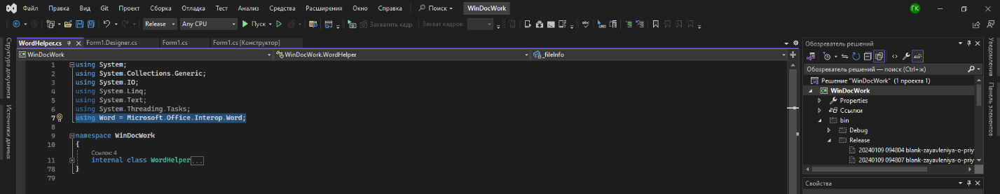 Файл Правка Вид Git Проект Сборка Отладка Тест Анализ Средства Расширения Окно Справка Поиск WinDocWork ГК
Release Any CPU Пуск Захватить кадр Захват кадров:
Структура документа
Источники данных
WordHelper.cs Form1.Designer.cs Form1.cs Form1.cs [Конструктор]
WinDocWork WinDocWork.WordHelper _fileInfo
1 using System;
2 using System.Collections.Generic;
3 using System.IO;
4 using System.Linq;
5 using System.Text;
6 using System.Threading.Tasks;
7 using Word = Microsoft.Office.Interop.Word;
8
9 namespace WinDocWork
10 {
Ссылок: 4
11 internal class WordHelper...
78 }
79
Обозреватель решений
Обозреватель решений — поиск (Ctrl+ж)
Решение "WinDocWork" (1 проекта 1)
WinDocWork
Properties
Ссылки
bin
Debug
Release
20240109 094804 blank-zayavleniya-o-priy
20240109 094807 blank-zayavleniya-o-priy
Свойства
Уведомления
Панель элементов